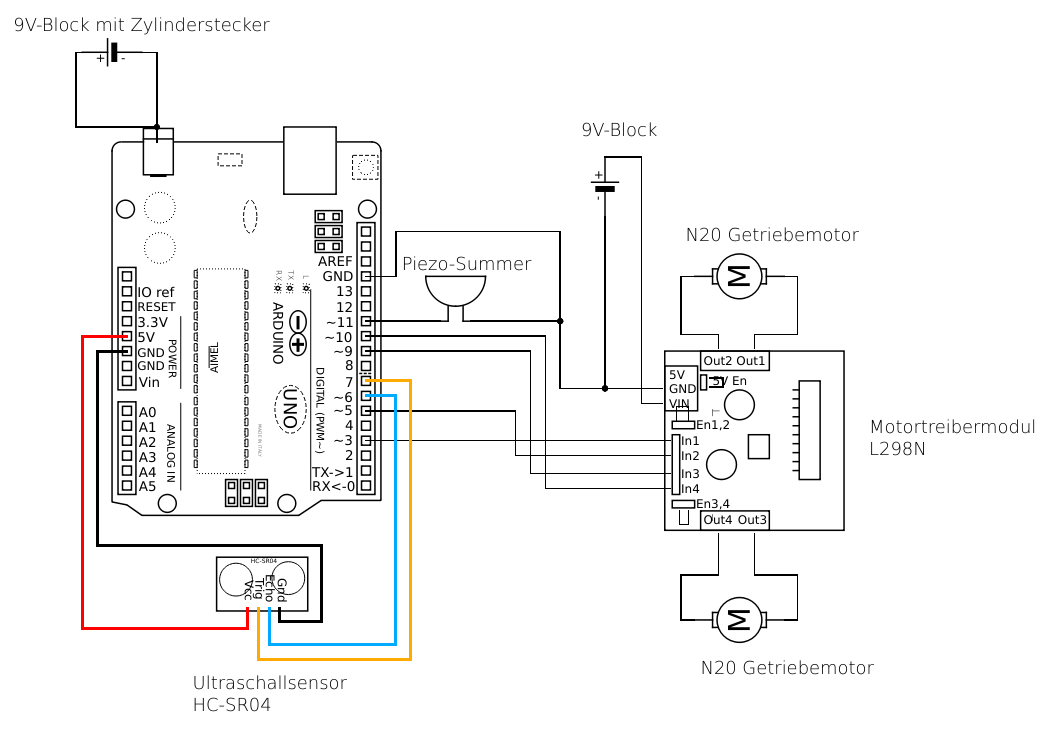 9V-Block mit Zylinderstecker
+ -
9V-Block
+
-
N20 Getriebemotor
M
Piezo-Summer
AREF
GND
13
12
~11
~10
~9
8
7
~6
~5
4
~3
2
TX->1
RX<-0
IO ref
RESET
3.3V
5V
GND
GND
Vin
POWER
A0
A1
A2
A3
A4
A5
ANALOG IN
AIMEL
RX
TX
L
ARDUINO
UNO
DIGITAL (PWM~)
MADE IN ITALY
Out2 Out1
5V
GND
VIN
5V En
En1,2
In1
In2
In3
In4
En3,4
Out4 Out3
Motortreibermodul
L298N
M
N20 Getriebemotor
HC-SR04
Vcc
Trig
Echo
Gnd
Ultraschallsensor
HC-SR04